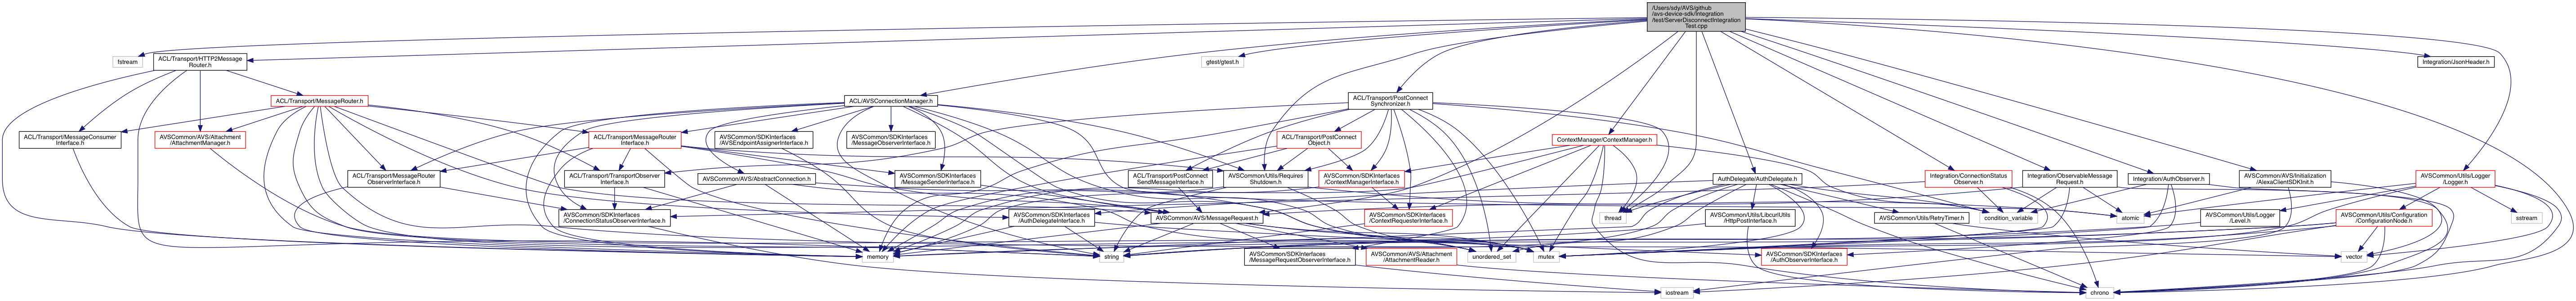 /Users/sdy/AVS/github
/avs-device-sdk/Integration
/test/ServerDisconnectIntegration
Test.cpp
fstream
ACL/Transport/HTTP2Message
Router.h
gtest/gtest.h
Integration/JsonHeader.h
ACL/Transport/MessageRouter.h
ACL/AVSConnectionManager.h
ACL/Transport/PostConnect
Synchronizer.h
ACL/Transport/MessageConsumer
Interface.h
AVSCommon/AVS/Attachment
/AttachmentManager.h
ACL/Transport/MessageRouter
Interface.h
AVSCommon/SDKInterfaces
/AVSEndpointAssignerInterface.h
AVSCommon/SDKInterfaces
/MessageObserverInterface.h
ACL/Transport/PostConnect
Object.h
ContextManager/ContextManager.h
ACL/Transport/MessageRouter
ObserverInterface.h
ACL/Transport/TransportObserver
Interface.h
AVSCommon/AVS/AbstractConnection.h
AVSCommon/SDKInterfaces
/MessageSenderInterface.h
ACL/Transport/PostConnect
SendMessageInterface.h
AVSCommon/Utils/Requires
Shutdown.h
AVSCommon/SDKInterfaces
/ContextManagerInterface.h
AuthDelegate/AuthDelegate.h
Integration/ConnectionStatus
Observer.h
Integration/ObservableMessage
Request.h
Integration/AuthObserver.h
AVSCommon/AVS/Initialization
/AlexaClientSDKInit.h
AVSCommon/Utils/Logger
/Logger.h
AVSCommon/SDKInterfaces
/ConnectionStatusObserverInterface.h
AVSCommon/SDKInterfaces
/AuthDelegateInterface.h
AVSCommon/AVS/MessageRequest.h
AVSCommon/SDKInterfaces
/ContextRequesterInterface.h
thread
AVSCommon/Utils/LibcurlUtils
/HttpPostInterface.h
AVSCommon/Utils/RetryTimer.h
condition_variable
atomic
AVSCommon/Utils/Logger
/Level.h
AVSCommon/Utils/Configuration
/ConfigurationNode.h
sstream
memory
string
AVSCommon/SDKInterfaces
/MessageRequestObserverInterface.h
AVSCommon/AVS/Attachment
/AttachmentReader.h
unordered_set
mutex
AVSCommon/SDKInterfaces
/AuthObserverInterface.h
vector
iostream
chrono